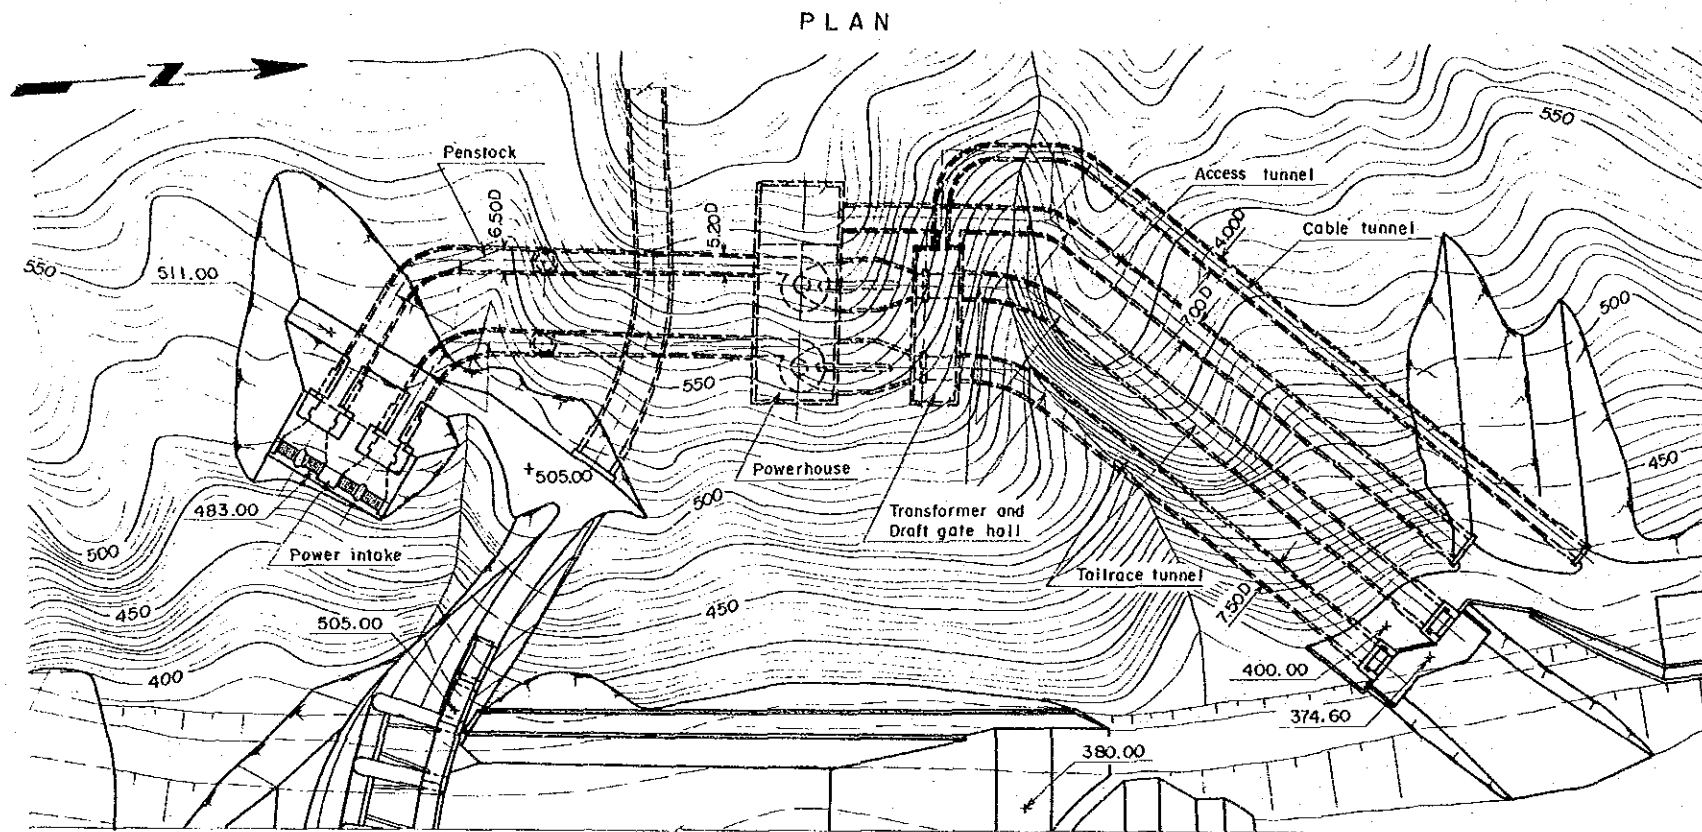 PLAN
N
550
Penstock
6.50D
5.20D
Access tunnel
4.00D
Cable tunnel
550
511.00
7.00D
500
550
+505.00
Powerhouse
500
450
483.00
Transformer and
Draft gate hall
500
Power intake
Tailrace tunnel
450
505.00
450
7.50D
400
400.00
374.60
380.00